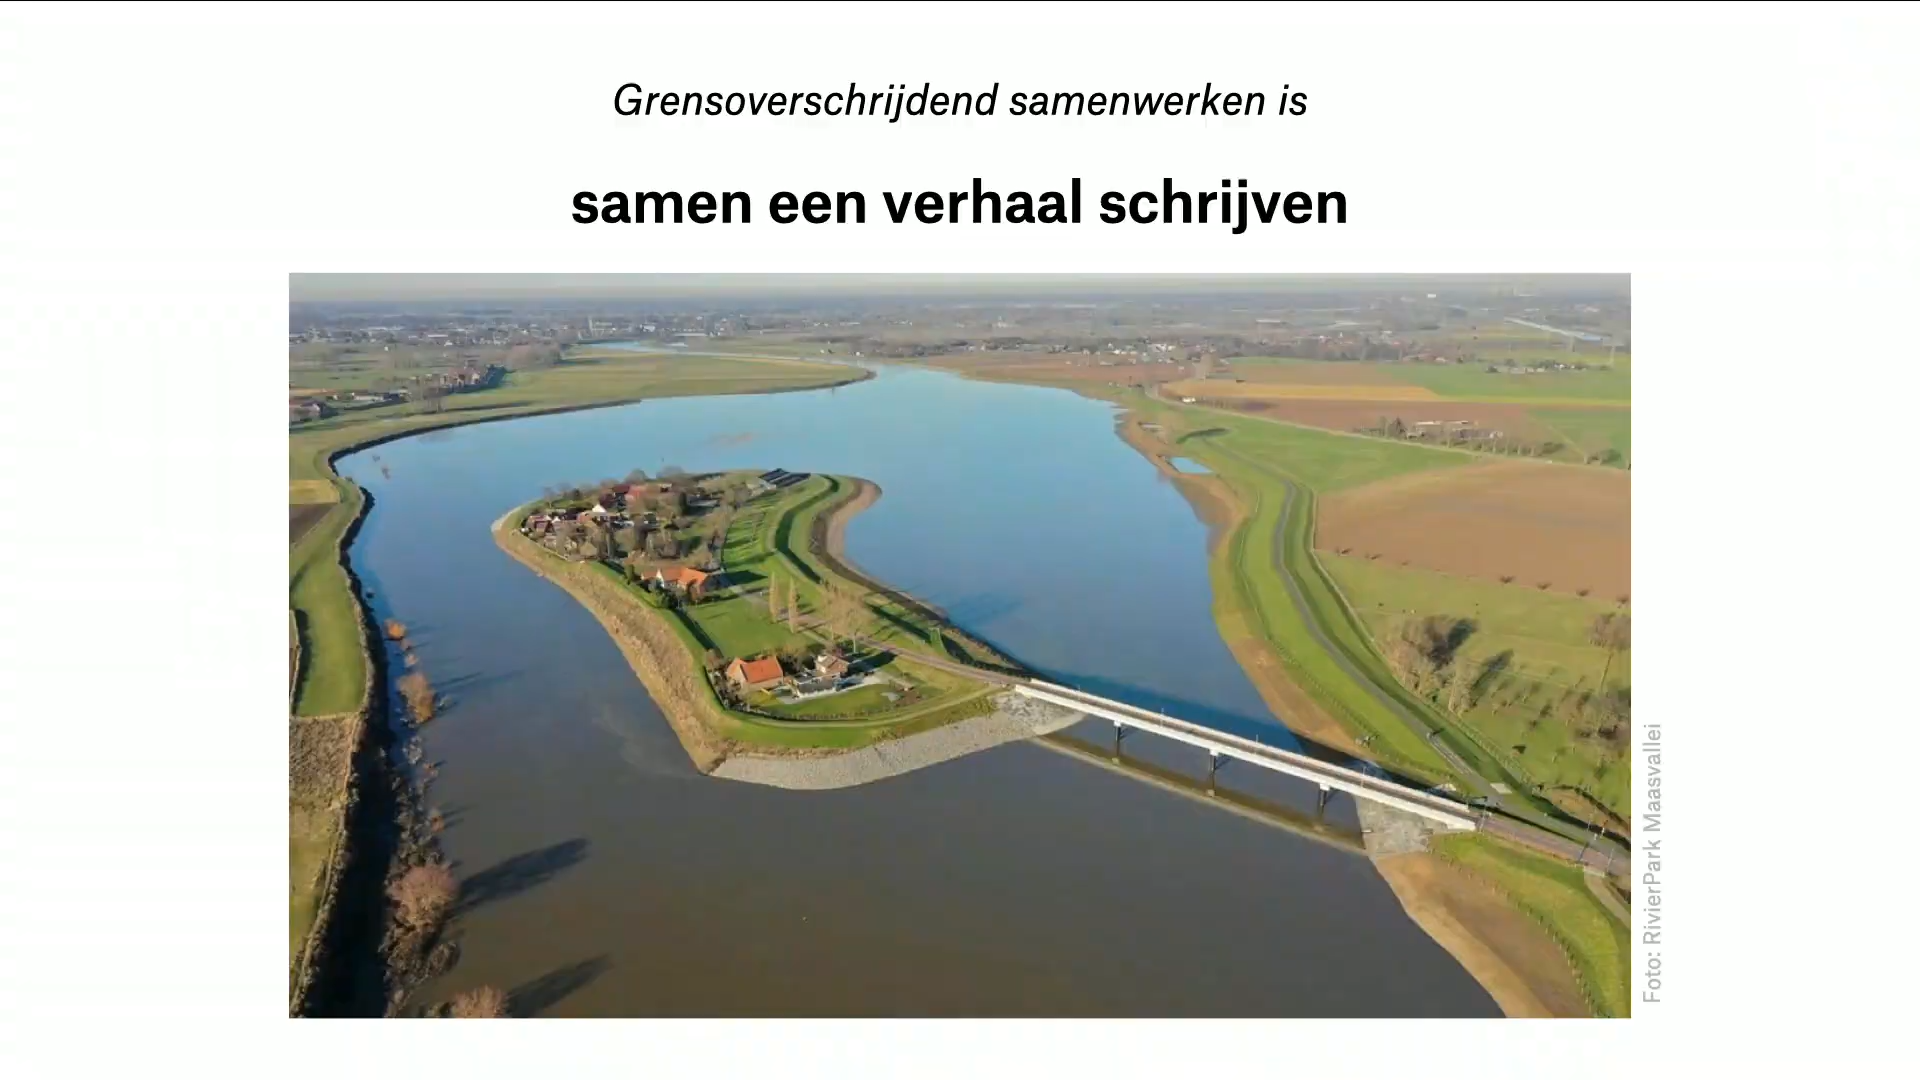 Grensoverschrijdend samenwerken is
samen een verhaal schrijven
Foto: RivierPark Maasvallei